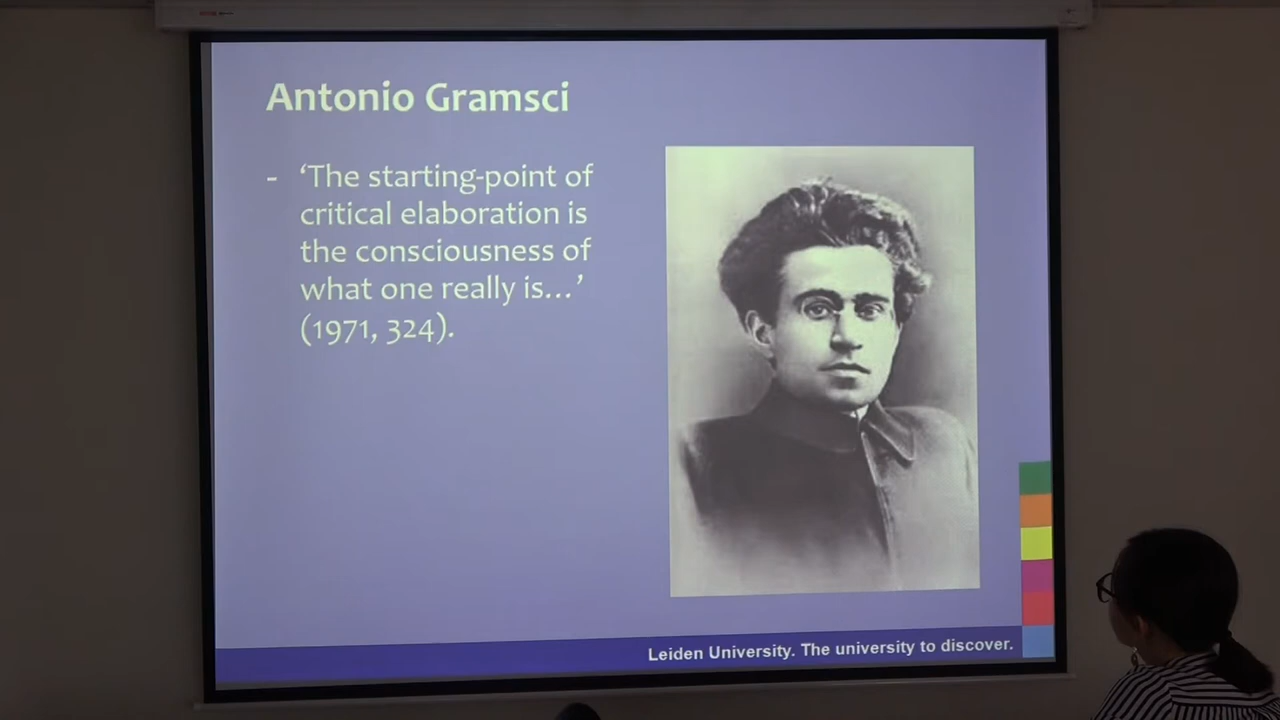 Antonio Gramsci
- ‘The starting-point of
critical elaboration is
the consciousness of
what one really is...’
(1971, 324).
Leiden University. The university to discover.